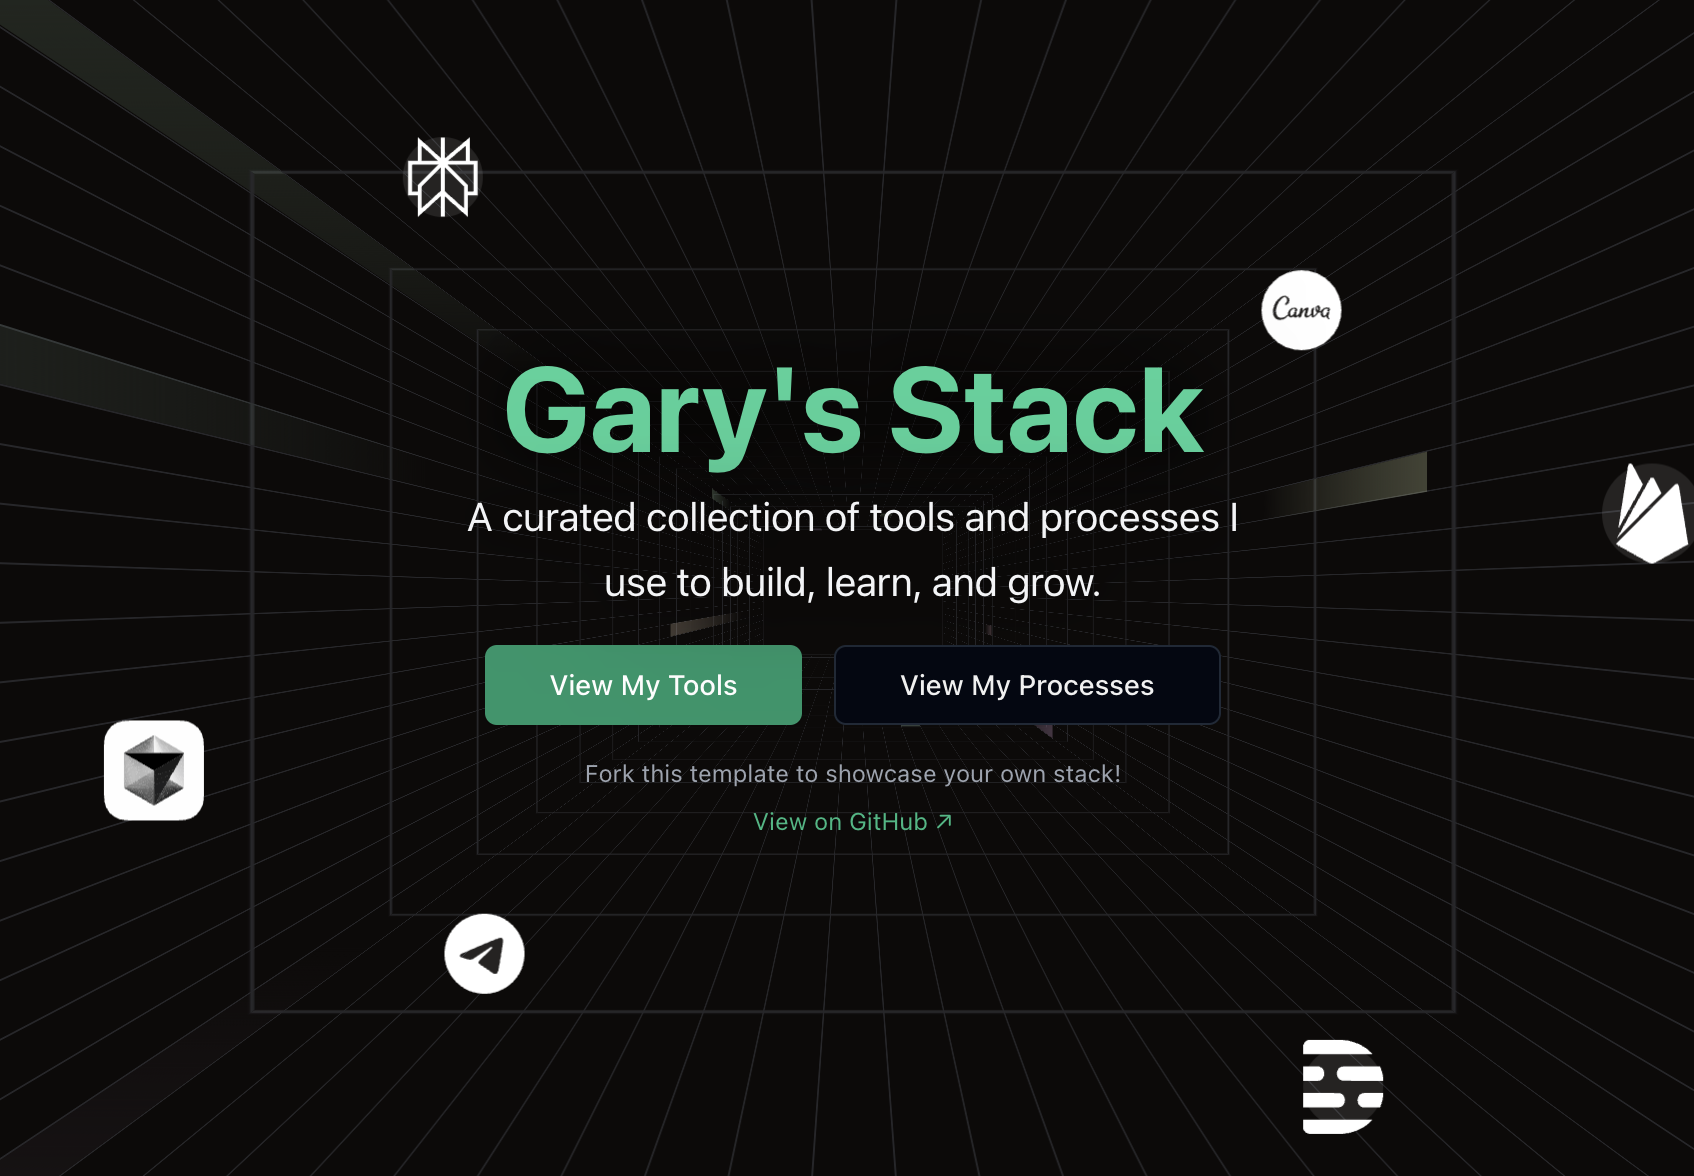 Canva
Gary's Stack
A curated collection of tools and processes I
use to build, learn, and grow.
View My Tools
View My Processes
Fork this template to showcase your own stack!
View on GitHub ↗